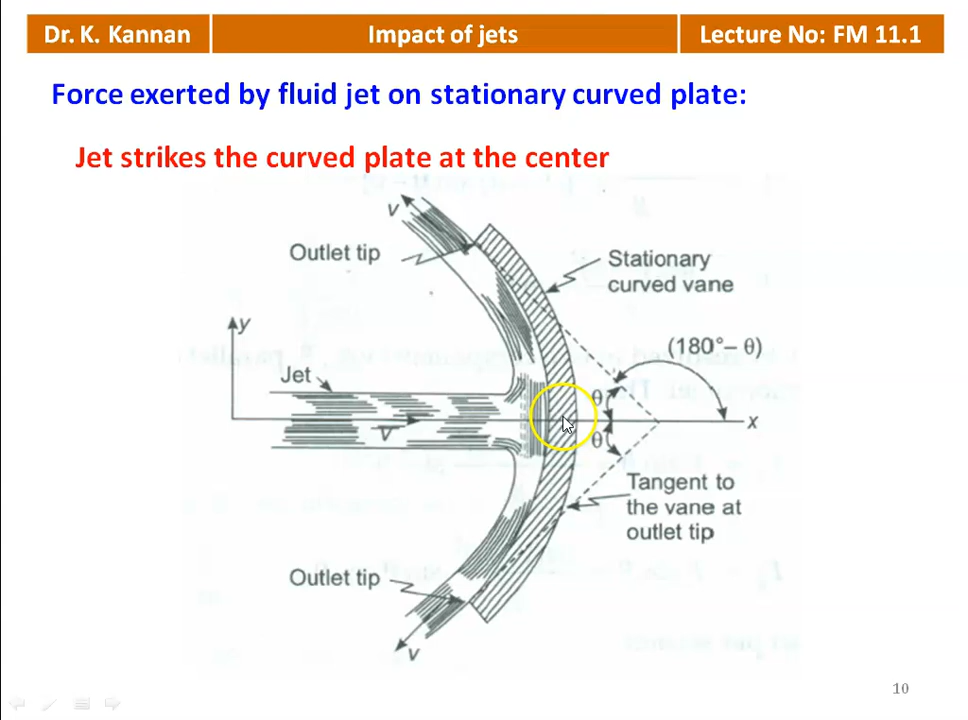 Dr. K. Kannan
Impact of jets
Lecture No: FM 11.1
Force exerted by fluid jet on stationary curved plate:
Jet strikes the curved plate at the center
v
Outlet tip
Stationary
curved vane
y
(180°– θ)
Jet
θ
x
V
θ
Tangent to
the vane at
outlet tip
Outlet tip
v
10